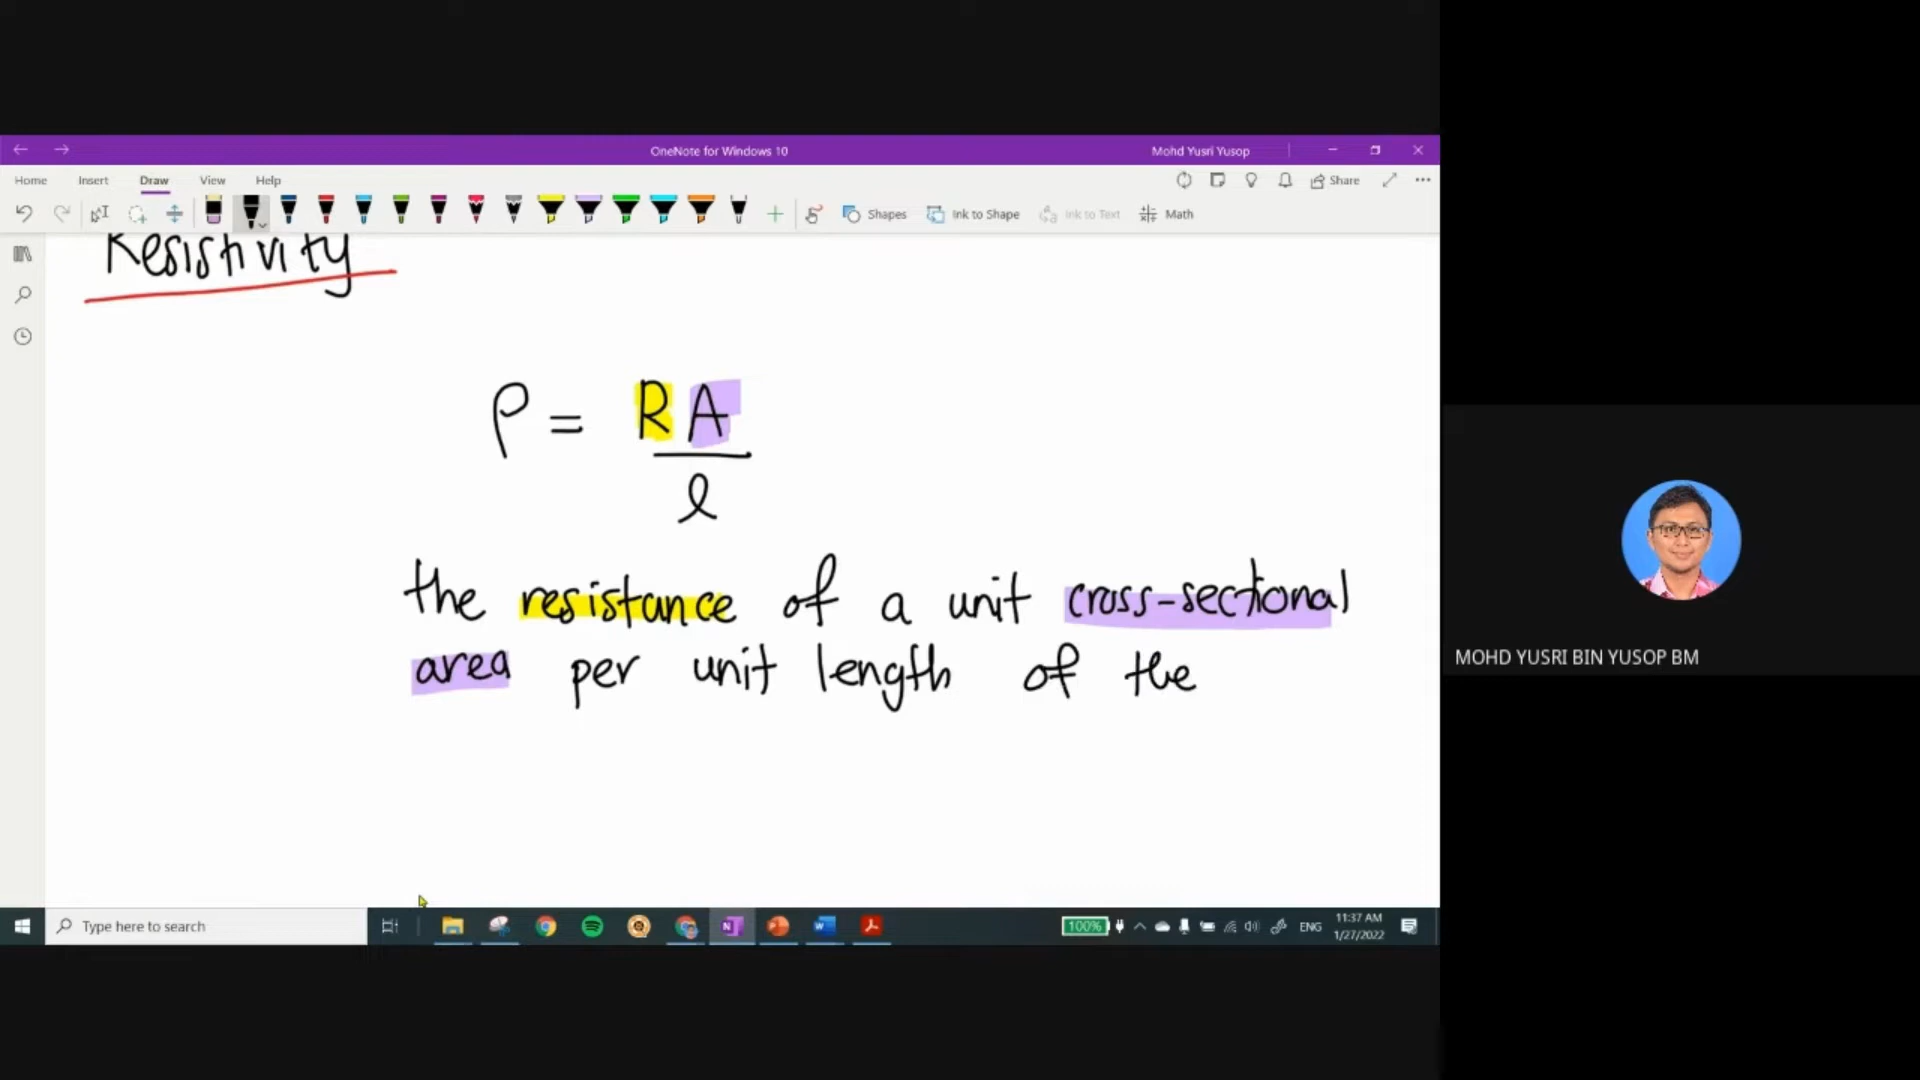 OneNote for Windows 10
Mohd Yusri Yusop
Home Insert Draw View Help
Share
Shapes Ink to Shape Ink to Text Math
Resistivity
ρ = RA
l
the resistance of a unit cross-sectional
area per unit length of the
MOHD YUSRI BIN YUSOP BM
Type here to search
100%
ENG
11:37 AM
1/27/2022